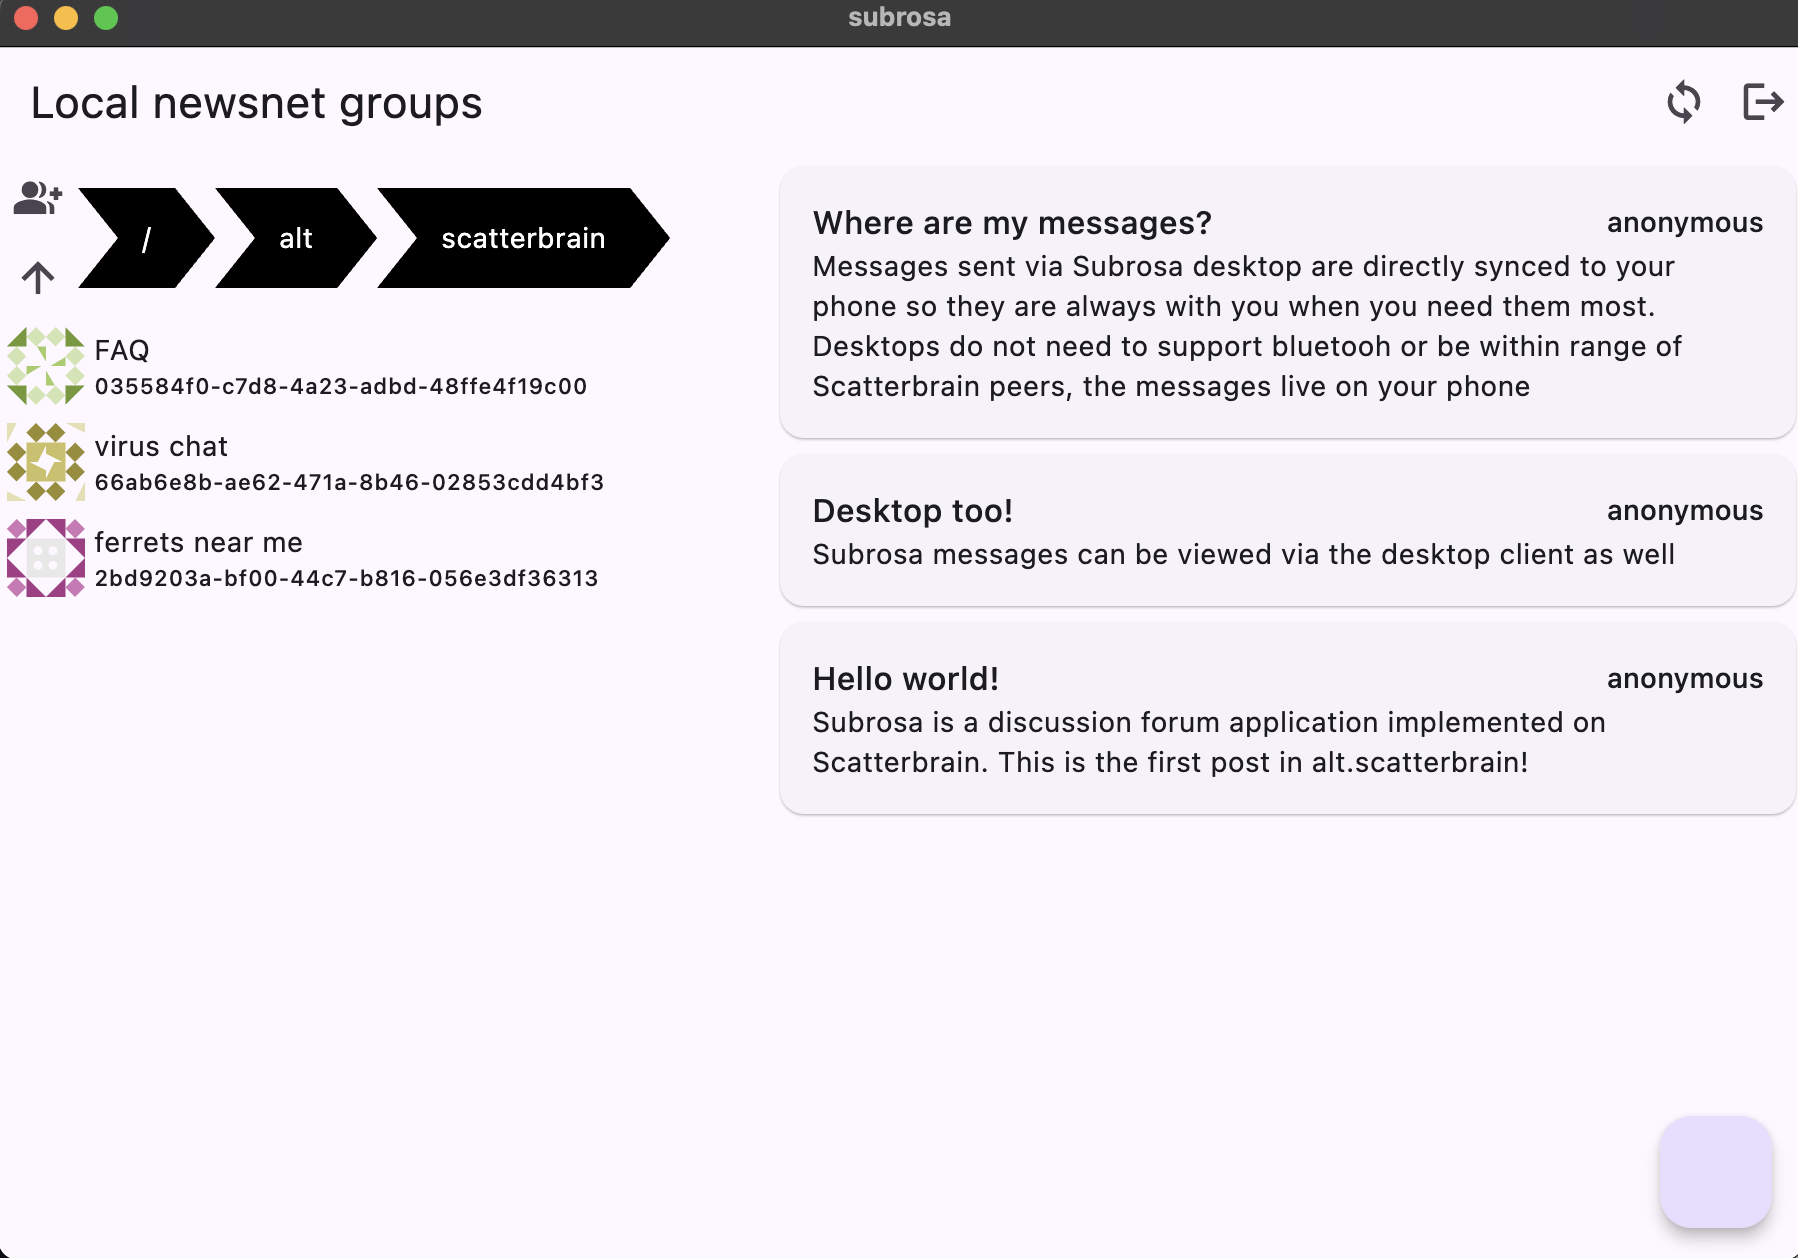 subrosa
Local newsnet groups
/
alt
scatterbrain
FAQ
035584f0-c7d8-4a23-adbd-48ffe4f19c00
virus chat
66ab6e8b-ae62-471a-8b46-02853cdd4bf3
ferrets near me
2bd9203a-bf00-44c7-b816-056e3df36313
Where are my messages?
anonymous
Messages sent via Subrosa desktop are directly synced to your
phone so they are always with you when you need them most.
Desktops do not need to support bluetooh or be within range of
Scatterbrain peers, the messages live on your phone
Desktop too!
anonymous
Subrosa messages can be viewed via the desktop client as well
Hello world!
anonymous
Subrosa is a discussion forum application implemented on
Scatterbrain. This is the first post in alt.scatterbrain!